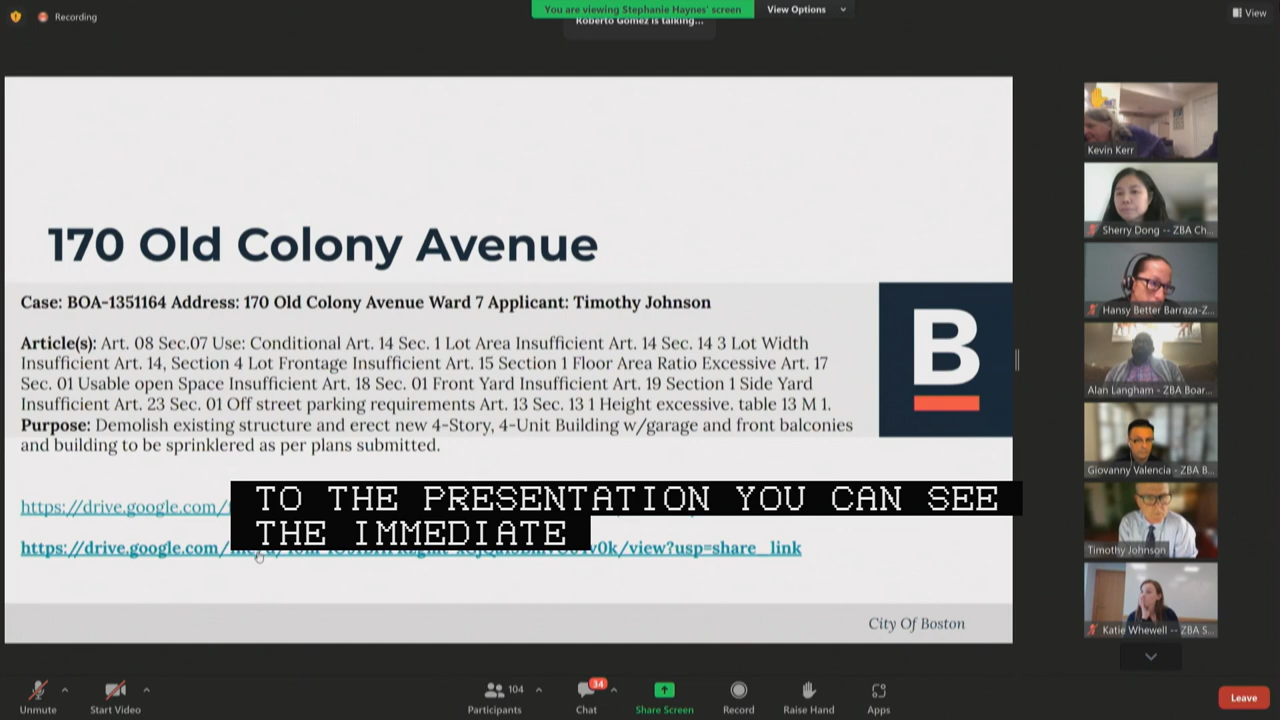 Recording
You are viewing Stephanie Haynes' screen
View Options
View
Roberto Gomez is talking...
170 Old Colony Avenue
Case: BOA-1351164 Address: 170 Old Colony Avenue Ward 7 Applicant: Timothy Johnson
Article(s): Art. 08 Sec.07 Use: Conditional Art. 14 Sec. 1 Lot Area Insufficient Art. 14 Sec. 14 3 Lot Width
Insufficient Art. 14, Section 4 Lot Frontage Insufficient Art. 15 Section 1 Floor Area Ratio Excessive Art. 17
Sec. 01 Usable open Space Insufficient Art. 18 Sec. 01 Front Yard Insufficient Art. 19 Section 1 Side Yard
Insufficient Art. 23 Sec. 01 Off street parking requirements Art. 13 Sec. 13 1 Height excessive. table 13 M 1.
Purpose: Demolish existing structure and erect new 4-Story, 4-Unit Building w/garage and front balconies
and building to be sprinklered as per plans submitted.
B
https://drive.google.com/
TO THE PRESENTATION YOU CAN SEE
THE IMMEDIATE
https://drive.google.com/ v0k/view?usp=share_link
City Of Boston
Kevin Kerr
Sherry Dong -- ZBA Ch...
Hansy Better Barraza-Z...
Alan Langham - ZBA Boar...
Giovanny Valencia - ZBA B...
Timothy Johnson
Katie Whewell -- ZBA S...
Unmute
Start Video
104
Participants
34
Chat
Share Screen
Record
Raise Hand
Apps
Leave